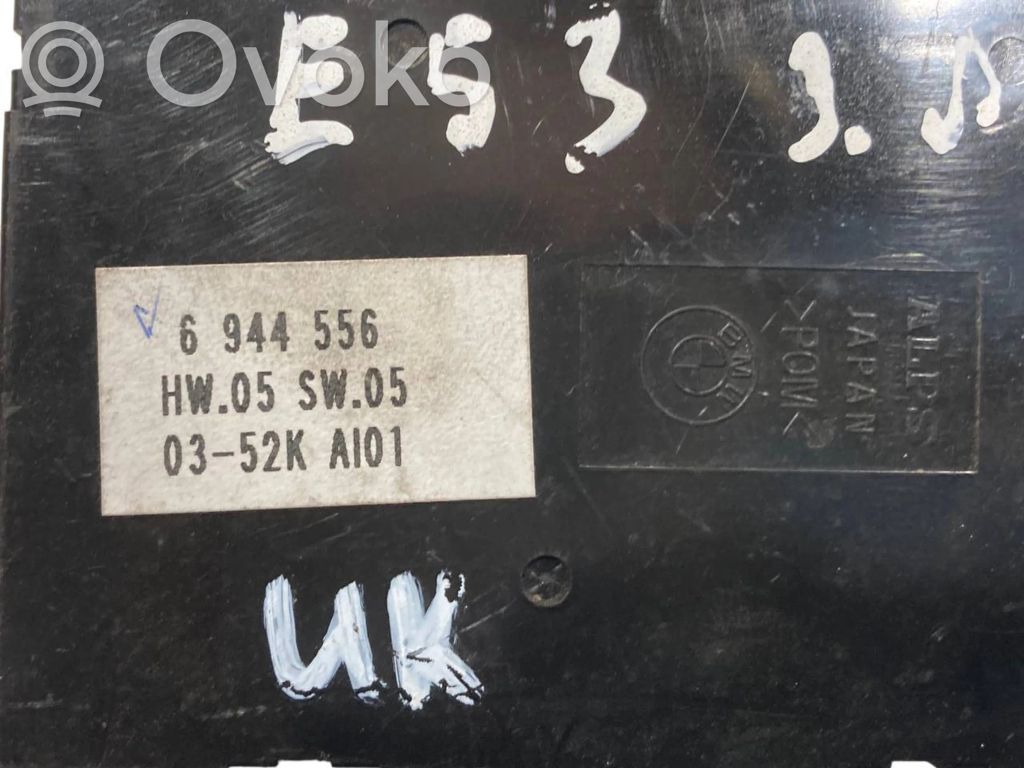 Ovoko
E53 3.0
6 944 556
HW.05 SW.05
03-52K AI01
BMW
>POM<
JAPAN
ALPS
UK